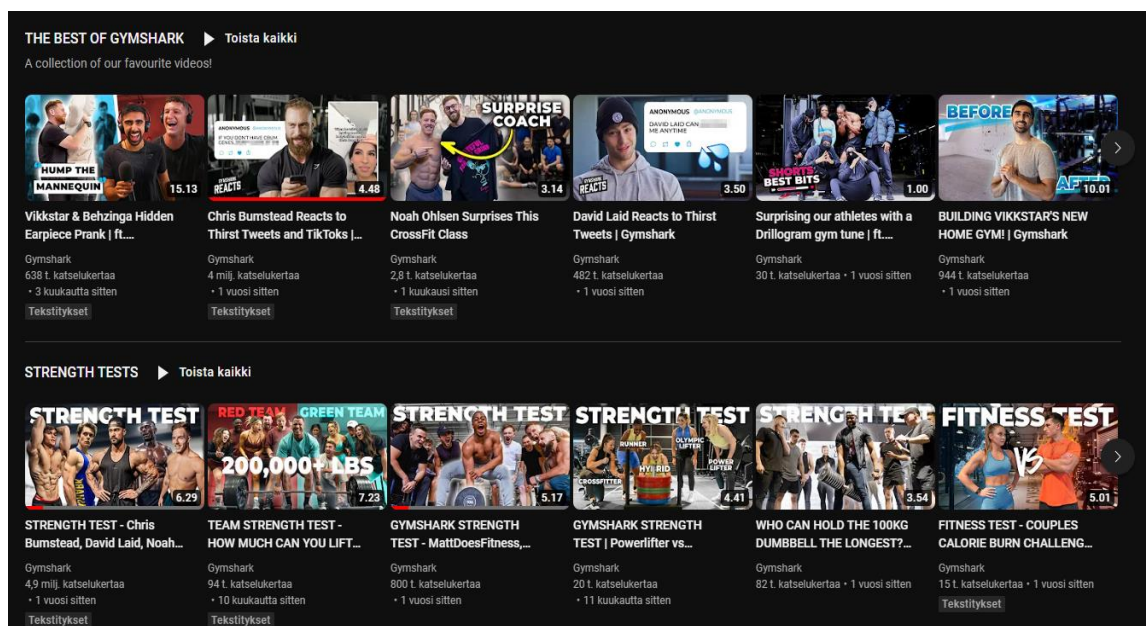 THE BEST OF GYMSHARK Toista kaikki
A collection of our favourite videos!
HUMP THE
MANNEQUIN
15.13
ANONYMOUS
REACTS
4.48
SURPRISE
COACH
3.14
ANONYMOUS @ANONYMOUS
DAVID LAID CAN
ME ANYTIME
REACTS
3.50
SHORTS'
BEST BITS
1.00
BEFORE
AFTER
10.01
Vikkstar & Behzinga Hidden
Earpiece Prank | ft....
Gymshark
638 t. katselukertaa
• 3 kuukautta sitten
Tekstitykset
Chris Bumstead Reacts to
Thirst Tweets and TikToks |...
Gymshark
4 milj. katselukertaa
• 1 vuosi sitten
Tekstitykset
Noah Ohlsen Surprises This
CrossFit Class
Gymshark
2,8 t. katselukertaa
• 1 kuukausi sitten
Tekstitykset
David Laid Reacts to Thirst
Tweets | Gymshark
Gymshark
482 t. katselukertaa
• 1 vuosi sitten
Surprising our athletes with a
Drillogram gym tune | ft....
Gymshark
30 t. katselukertaa • 1 vuosi sitten
BUILDING VIKKSTAR'S NEW
HOME GYM! | Gymshark
Gymshark
944 t. katselukertaa
• 1 vuosi sitten
STRENGTH TESTS Toista kaikki
STRENGTH TEST
6.29
RED TEAM GREEN TEAM
200,000+ LBS
7.23
STRENGTH TEST
5.17
STRENGTH TEST
RUNNER
OLYMPIC
LIFTER
CROSSFITTER
HYBRID
POWER
LIFTER
4.41
STRENGTH TEST
3.54
FITNESS TEST
VS
5.01
STRENGTH TEST - Chris
Bumstead, David Laid, Noah...
Gymshark
4,9 milj. katselukertaa
• 1 vuosi sitten
Tekstitykset
TEAM STRENGTH TEST -
HOW MUCH CAN YOU LIFT...
Gymshark
94 t. katselukertaa
• 10 kuukautta sitten
Tekstitykset
GYMSHARK STRENGTH
TEST - MattDoesFitness,...
Gymshark
800 t. katselukertaa
• 1 vuosi sitten
GYMSHARK STRENGTH
TEST | Powerlifter vs...
Gymshark
20 t. katselukertaa
• 11 kuukautta sitten
WHO CAN HOLD THE 100KG
DUMBBELL THE LONGEST?...
Gymshark
82 t. katselukertaa • 1 vuosi sitten
FITNESS TEST - COUPLES
CALORIE BURN CHALLENG...
Gymshark
15 t. katselukertaa • 1 vuosi sitten
Tekstitykset